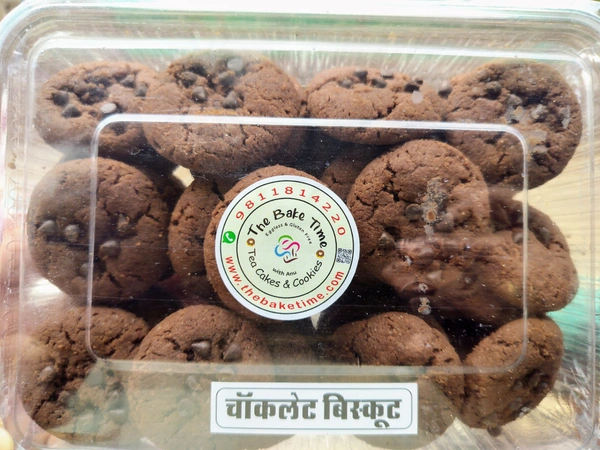 9811814220
The Bake Time
Eggless & Gluten Free
with Anu
Tea Cakes & Cookies
www.thebaketime.com
चॉकलेट बिस्कूट